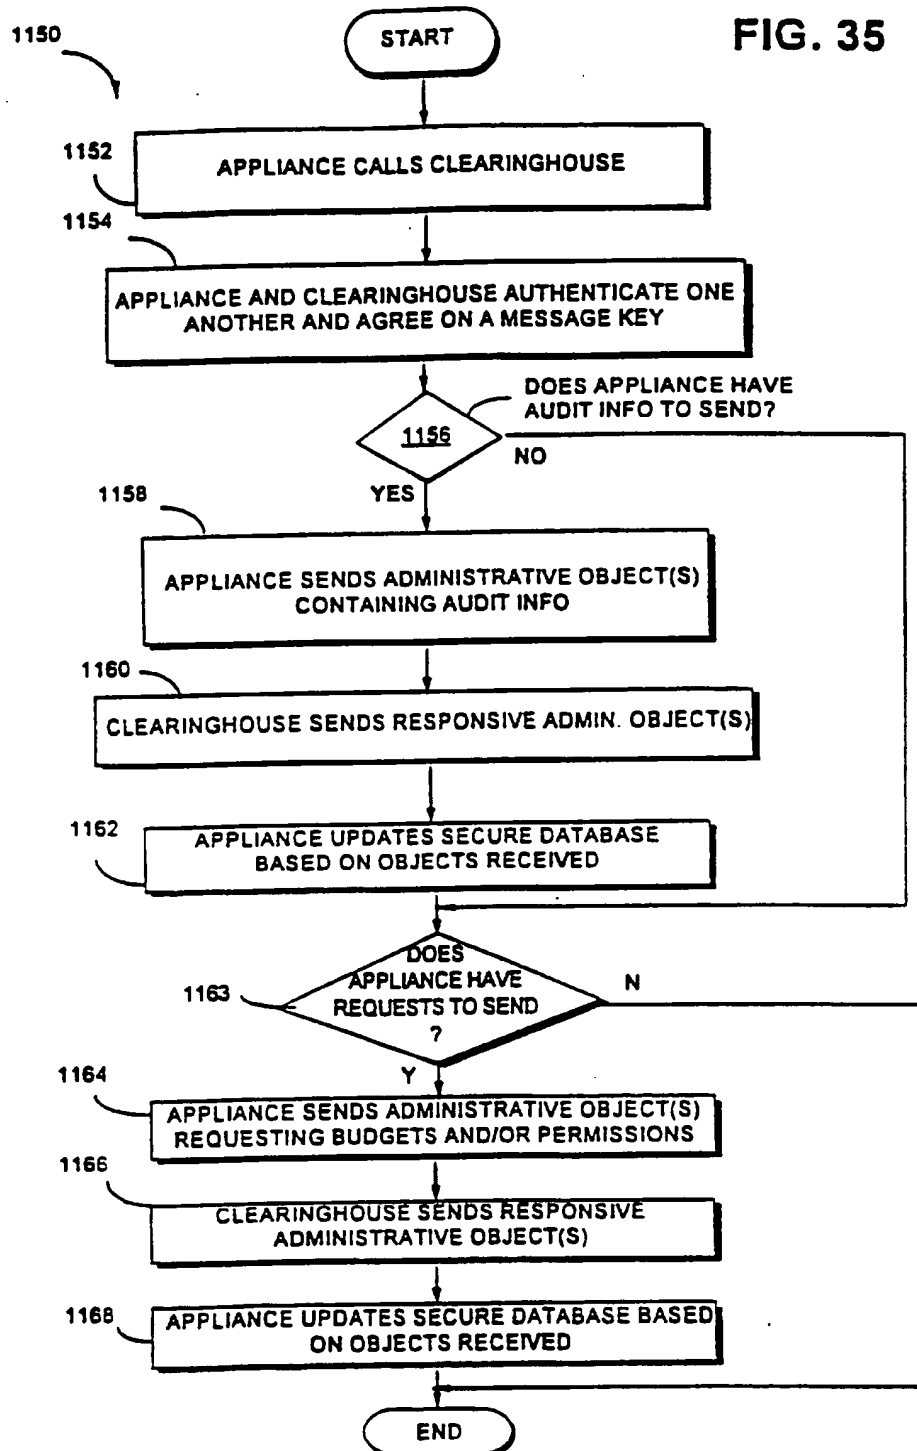 FIG. 35
1150
START
1152
APPLIANCE CALLS CLEARINGHOUSE
1154
APPLIANCE AND CLEARINGHOUSE AUTHENTICATE ONE
ANOTHER AND AGREE ON A MESSAGE KEY
DOES APPLIANCE HAVE
AUDIT INFO TO SEND?
1156
NO
YES
1158
APPLIANCE SENDS ADMINISTRATIVE OBJECT(S)
CONTAINING AUDIT INFO
1160
CLEARINGHOUSE SENDS RESPONSIVE ADMIN. OBJECT(S)
1162
APPLIANCE UPDATES SECURE DATABASE
BASED ON OBJECTS RECEIVED
1163
DOES
APPLIANCE HAVE
REQUESTS TO SEND
?
N
Y
1164
APPLIANCE SENDS ADMINISTRATIVE OBJECT(S)
REQUESTING BUDGETS AND/OR PERMISSIONS
1166
CLEARINGHOUSE SENDS RESPONSIVE
ADMINISTRATIVE OBJECT(S)
1168
APPLIANCE UPDATES SECURE DATABASE BASED
ON OBJECTS RECEIVED
END